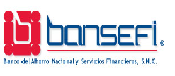 bansefi
Banco del Ahorro Nacional y Servicios Financieros, S.N.C.